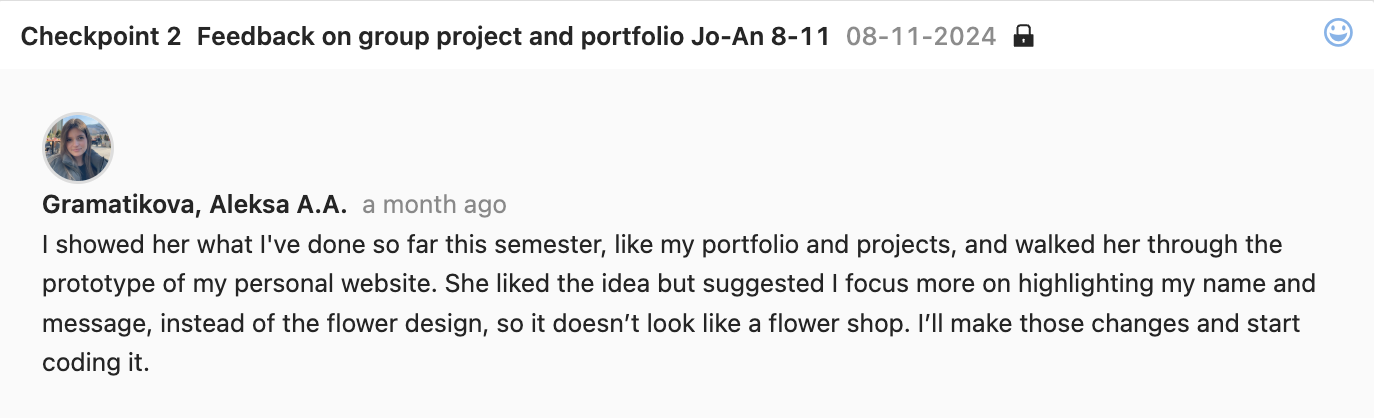 Checkpoint 2 Feedback on group project and portfolio Jo-An 8-11 08-11-2024
Gramatikova, Aleksa A.A. a month ago
I showed her what I've done so far this semester, like my portfolio and projects, and walked her through the
prototype of my personal website. She liked the idea but suggested I focus more on highlighting my name and
message, instead of the flower design, so it doesn’t look like a flower shop. I’ll make those changes and start
coding it.